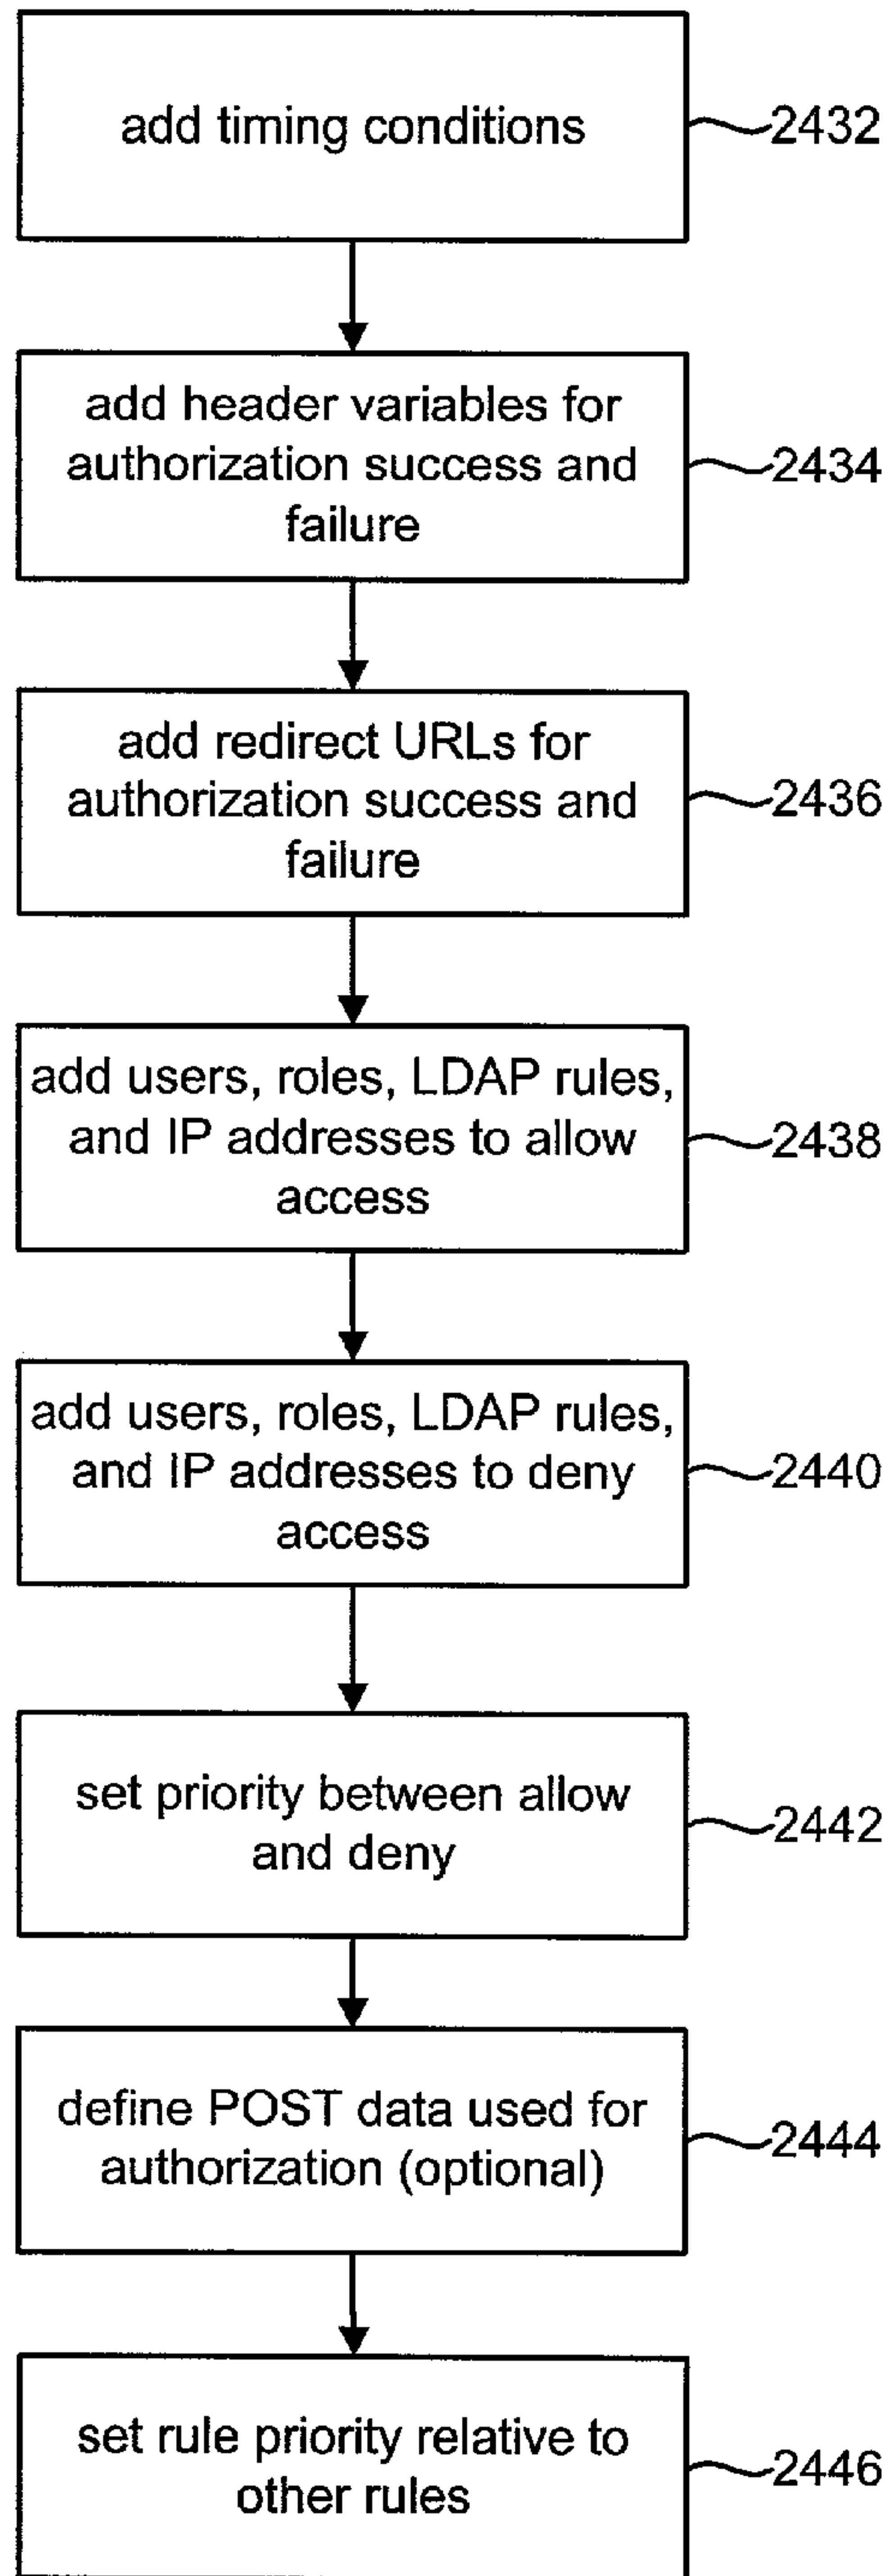 add timing conditions
2432
add header variables for
authorization success and
failure
2434
add redirect URLs for
authorization success and
failure
2436
add users, roles, LDAP rules,
and IP addresses to allow
access
2438
add users, roles, LDAP rules,
and IP addresses to deny
access
2440
set priority between allow
and deny
2442
define POST data used for
authorization (optional)
2444
set rule priority relative to
other rules
2446